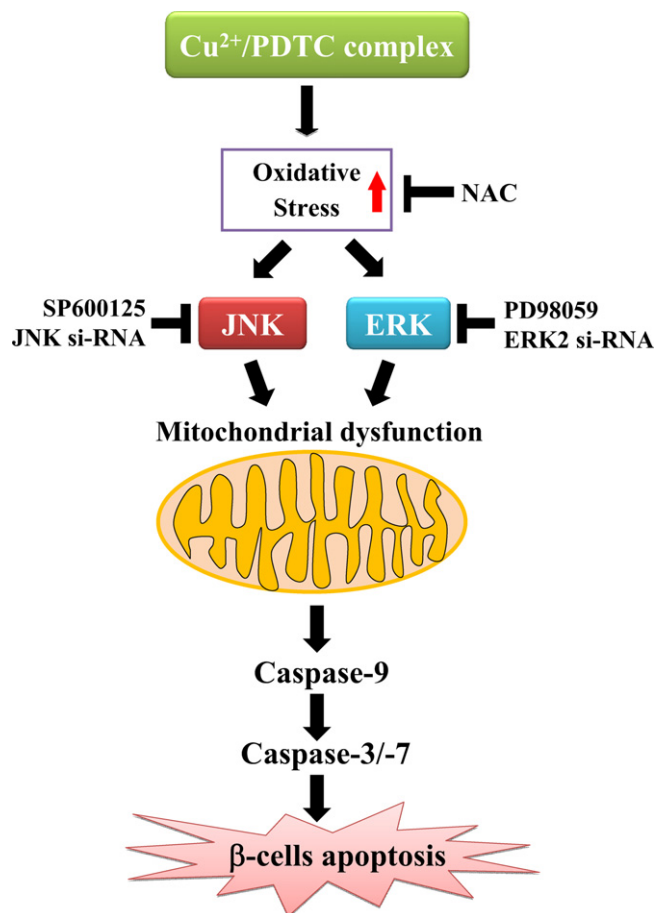 Cu²⁺/PDTC complex
Oxidative
Stress
NAC
SP600125
JNK si-RNA
JNK
ERK
PD98059
ERK2 si-RNA
Mitochondrial dysfunction
Caspase-9
Caspase-3/-7
β-cells apoptosis